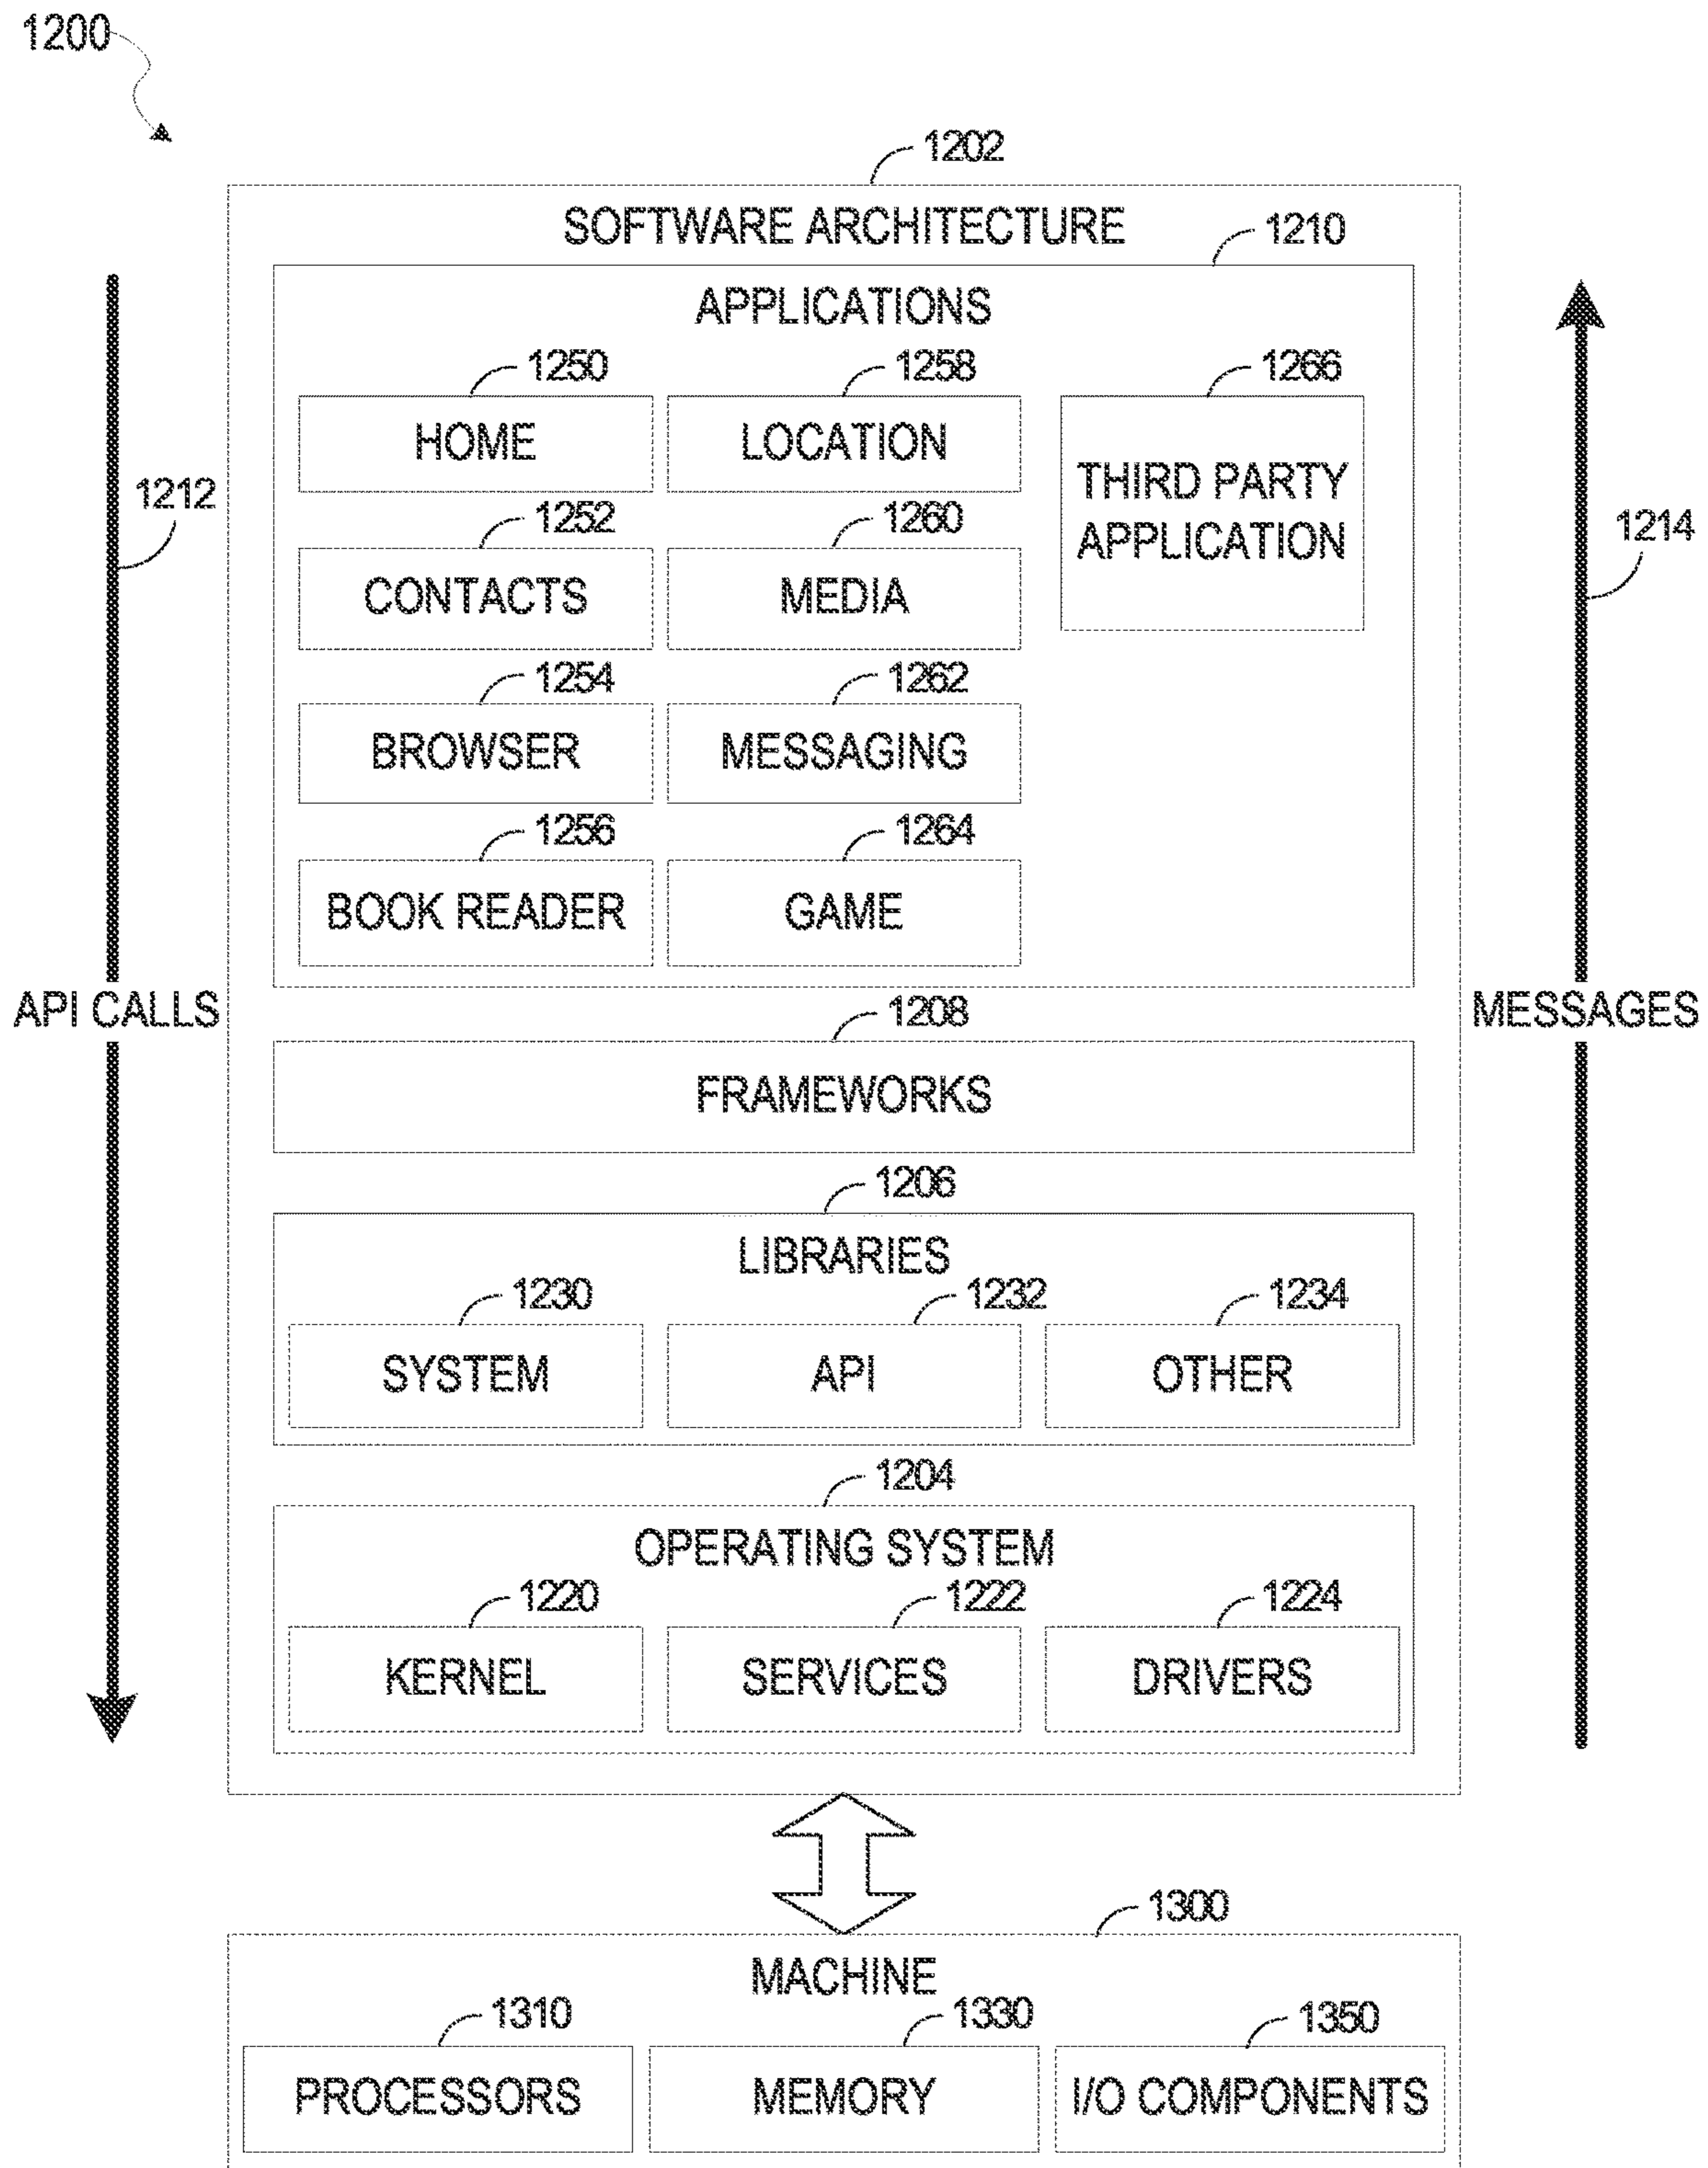 1200
1202
SOFTWARE ARCHITECTURE
1210
APPLICATIONS
1250
1258
1266
HOME
LOCATION
THIRD PARTY
APPLICATION
1212
1214
1252
1260
CONTACTS
MEDIA
1254
1262
BROWSER
MESSAGING
1256
1264
BOOK READER
GAME
API CALLS
MESSAGES
1208
FRAMEWORKS
1206
LIBRARIES
1230
1232
1234
SYSTEM
API
OTHER
1204
OPERATING SYSTEM
1220
1222
1224
KERNEL
SERVICES
DRIVERS
1300
MACHINE
1310
1330
1350
PROCESSORS
MEMORY
I/O COMPONENTS